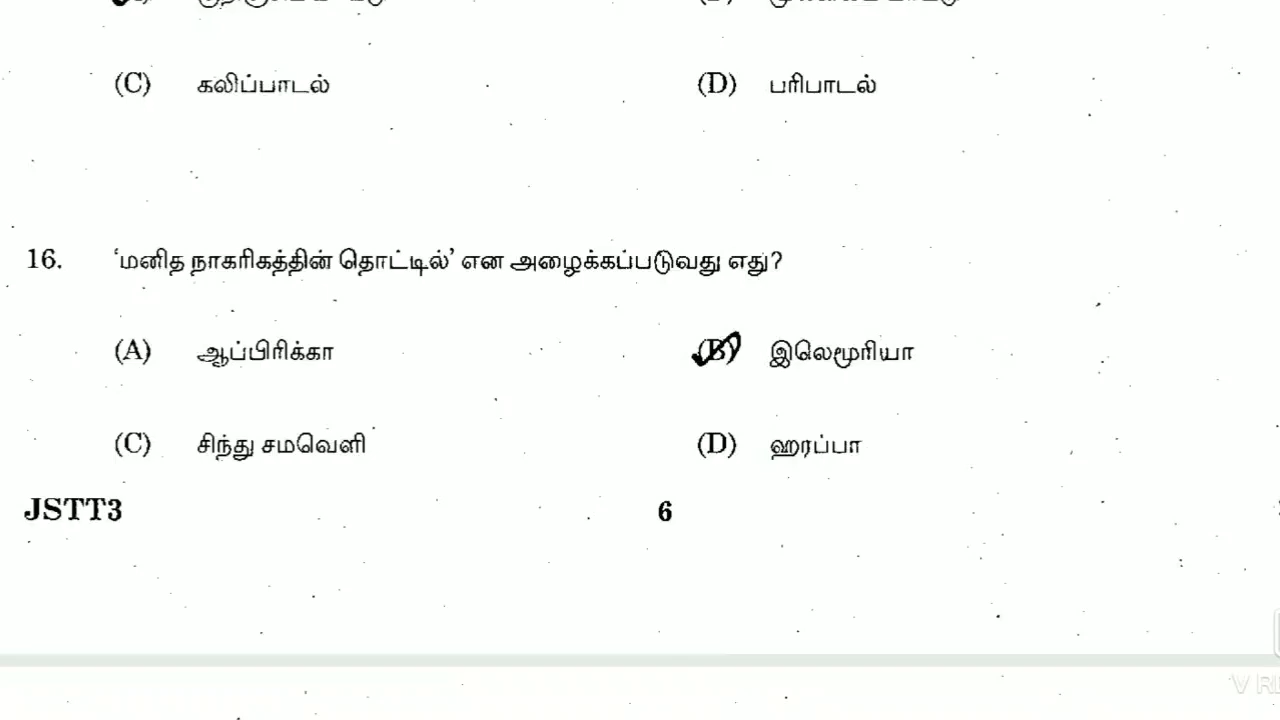 (C) கலிப்பாடல் (D) பரிபாடல்
16. ‘மனித நாகரிகத்தின் தொட்டில்’ என அழைக்கப்படுவது எது?
(A) ஆப்பிரிக்கா (B) இலெமூரியா
(C) சிந்து சமவெளி (D) ஹரப்பா
JSTT3 6